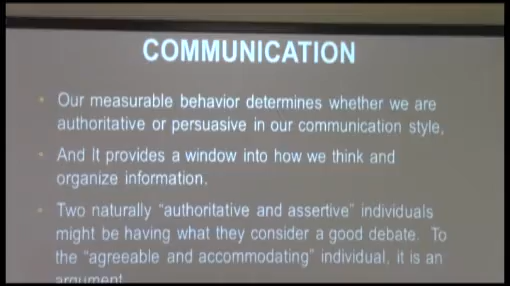 COMMUNICATION
Our measurable behavior determines whether we are
authoritative or persuasive in our communication style,
And It provides a window into how we think and
organize information.
Two naturally “authoritative and assertive” individuals
might be having what they consider a good debate. To
the “agreeable and accommodating” individual, it is an
argument